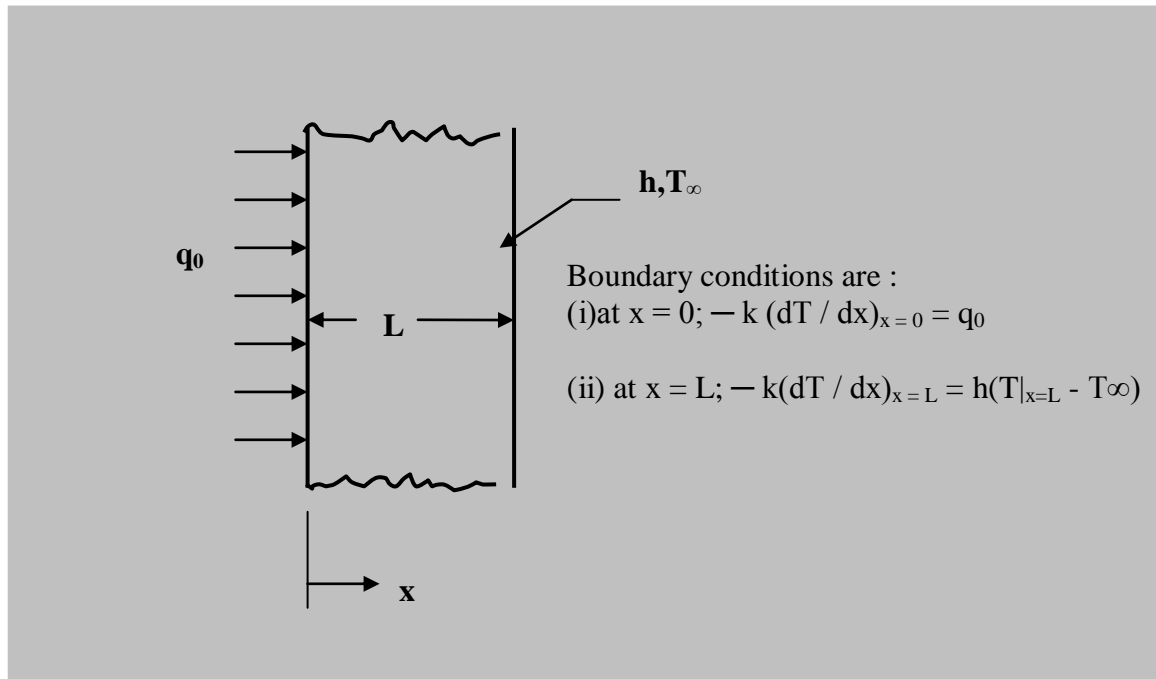 h,T∞
q₀
Boundary conditions are :
(i)at x = 0; − k (dT / dx)ₓ ₌ ₀ = q₀
L
(ii) at x = L; − k(dT / dx)ₓ ₌ L = h(T|ₓ₌L - T∞)
x